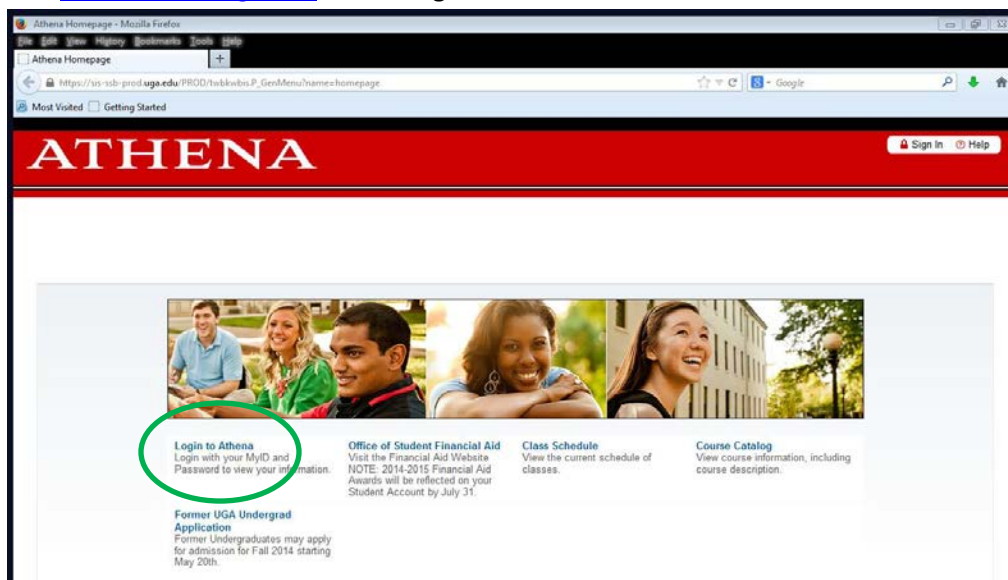 Athena Homepage - Mozilla Firefox
File Edit View History Bookmarks Tools Help
Athena Homepage +
https://us-ssb-prod.uga.edu/PROD/twbkwbis.P_GenMenu?name=homepage
Google
Most Visited Getting Started
ATHENA
Sign In Help
Login to Athena
Login with your MyID and
Password to view your information.
Office of Student Financial Aid
Visit the Financial Aid Website
NOTE: 2014-2015 Financial Aid
Awards will be reflected on your
Student Account by July 31.
Class Schedule
View the current schedule of
classes.
Course Catalog
View course information, including
course description.
Former UGA Undergrad
Application
Former Undergraduates may apply
for admission for Fall 2014 starting
May 20th.